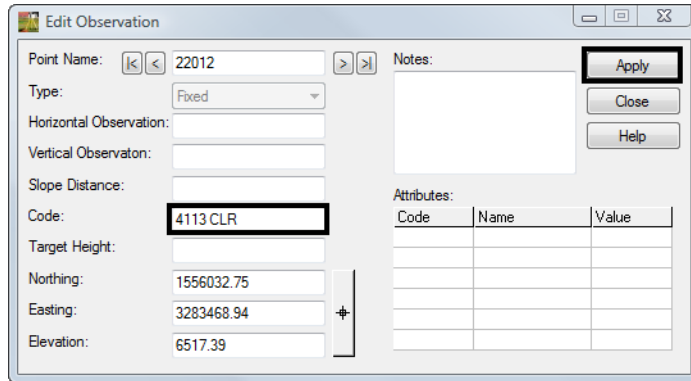 Edit Observation
Point Name: |< < 22012 > >|
Type: Fixed
Horizontal Observation:
Vertical Observaton:
Slope Distance:
Code: 4113 CLR
Target Height:
Northing: 1556032.75
Easting: 3283468.94
Elevation: 6517.39
Notes:
Attributes:
Code Name Value
Apply
Close
Help